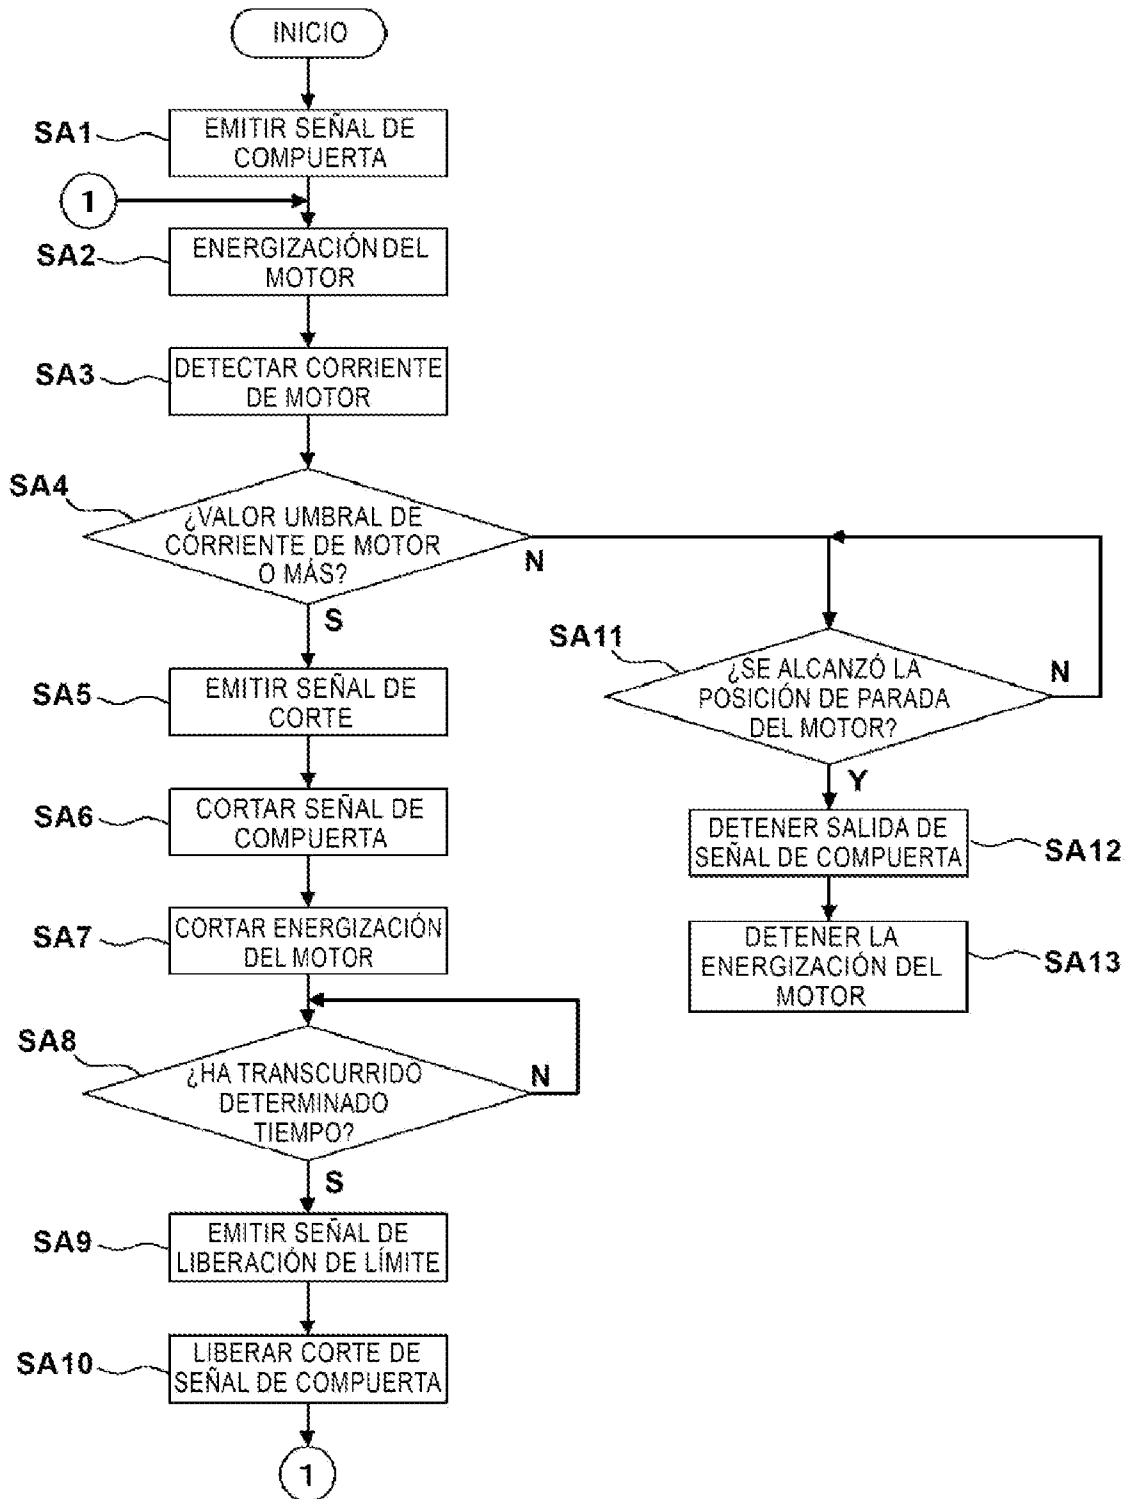 INICIO
SA1
EMITIR SEÑAL DE
COMPUERTA
1
SA2
ENERGIZACIÓN DEL
MOTOR
SA3
DETECTAR CORRIENTE
DE MOTOR
SA4
¿VALOR UMBRAL DE
CORRIENTE DE MOTOR
O MÁS?
N
S
SA5
EMITIR SEÑAL DE
CORTE
SA6
CORTAR SEÑAL DE
COMPUERTA
SA7
CORTAR ENERGIZACIÓN
DEL MOTOR
SA8
¿HA TRANSCURRIDO
DETERMINADO
TIEMPO?
N
S
SA9
EMITIR SEÑAL DE
LIBERACIÓN DE LÍMITE
SA10
LIBERAR CORTE DE
SEÑAL DE COMPUERTA
1
SA11
¿SE ALCANZÓ LA
POSICIÓN DE PARADA
DEL MOTOR?
N
Y
DETENER SALIDA DE
SEÑAL DE COMPUERTA
SA12
DETENER LA
ENERGIZACIÓN DEL
MOTOR
SA13